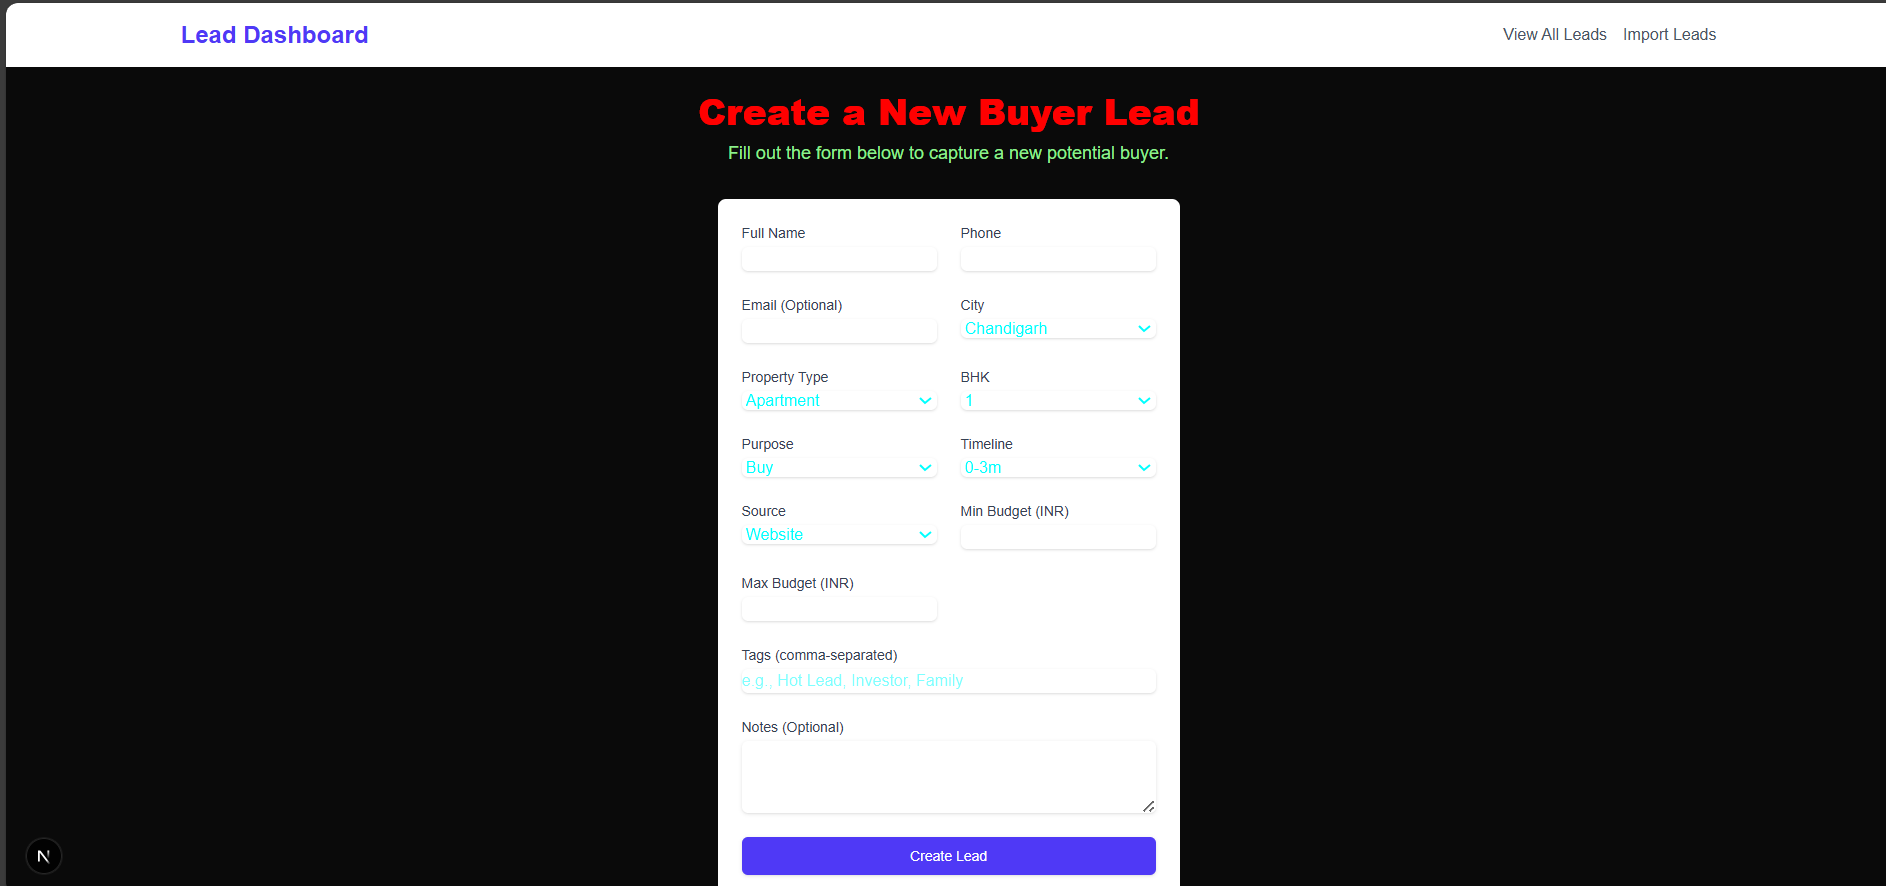 Lead Dashboard
View All Leads Import Leads
Create a New Buyer Lead
Fill out the form below to capture a new potential buyer.
Full Name Phone
Email (Optional) City
Chandigarh
Property Type BHK
Apartment 1
Purpose Timeline
Buy 0-3m
Source Min Budget (INR)
Website
Max Budget (INR)
Tags (comma-separated)
e.g., Hot Lead, Investor, Family
Notes (Optional)
Create Lead
N